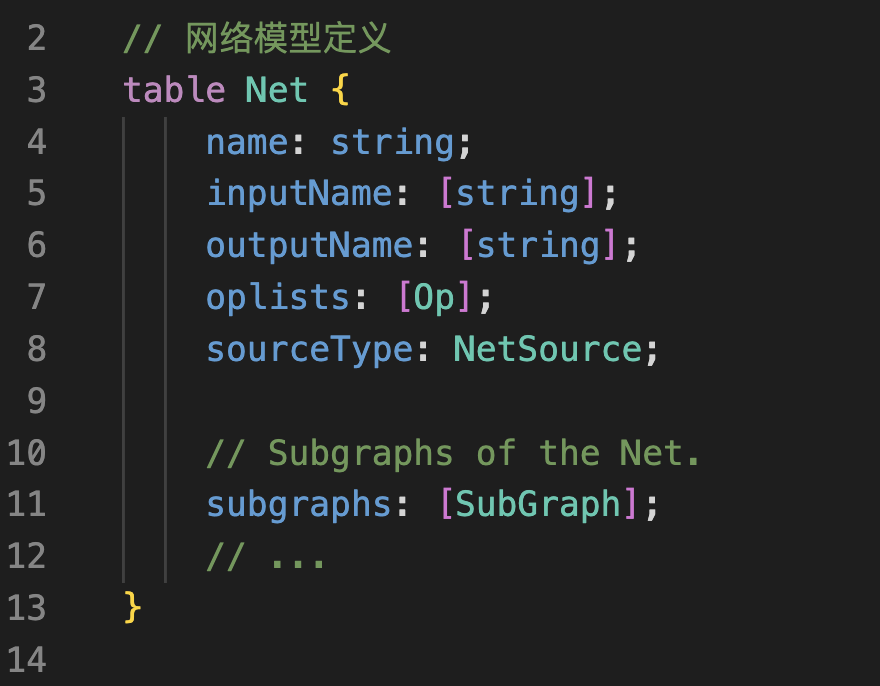 2 // 网络模型定义
3 table Net {
4 name: string;
5 inputName: [string];
6 outputName: [string];
7 oplists: [Op];
8 sourceType: NetSource;
9
10 // Subgraphs of the Net.
11 subgraphs: [SubGraph];
12 // ...
13 }
14